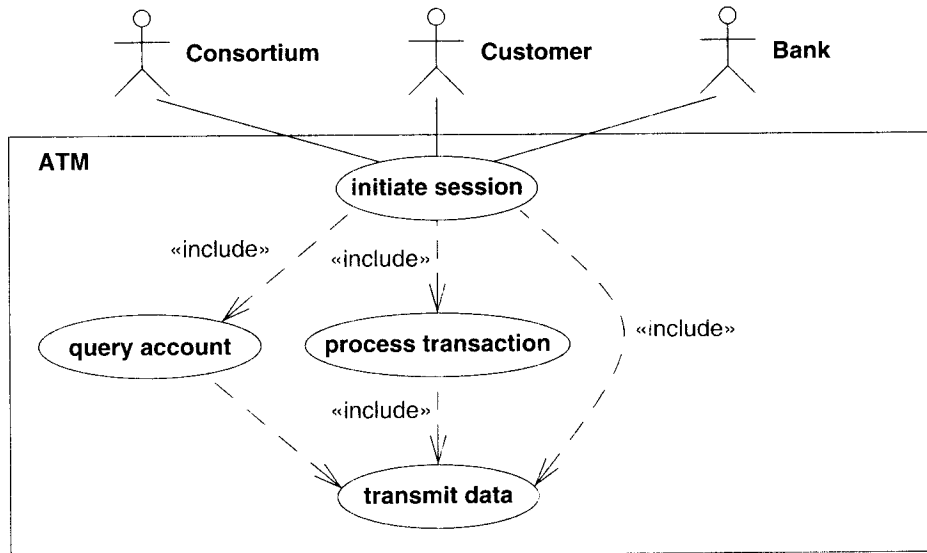 Consortium
Customer
Bank
ATM
initiate session
«include»
«include»
«include»
query account
process transaction
«include»
transmit data